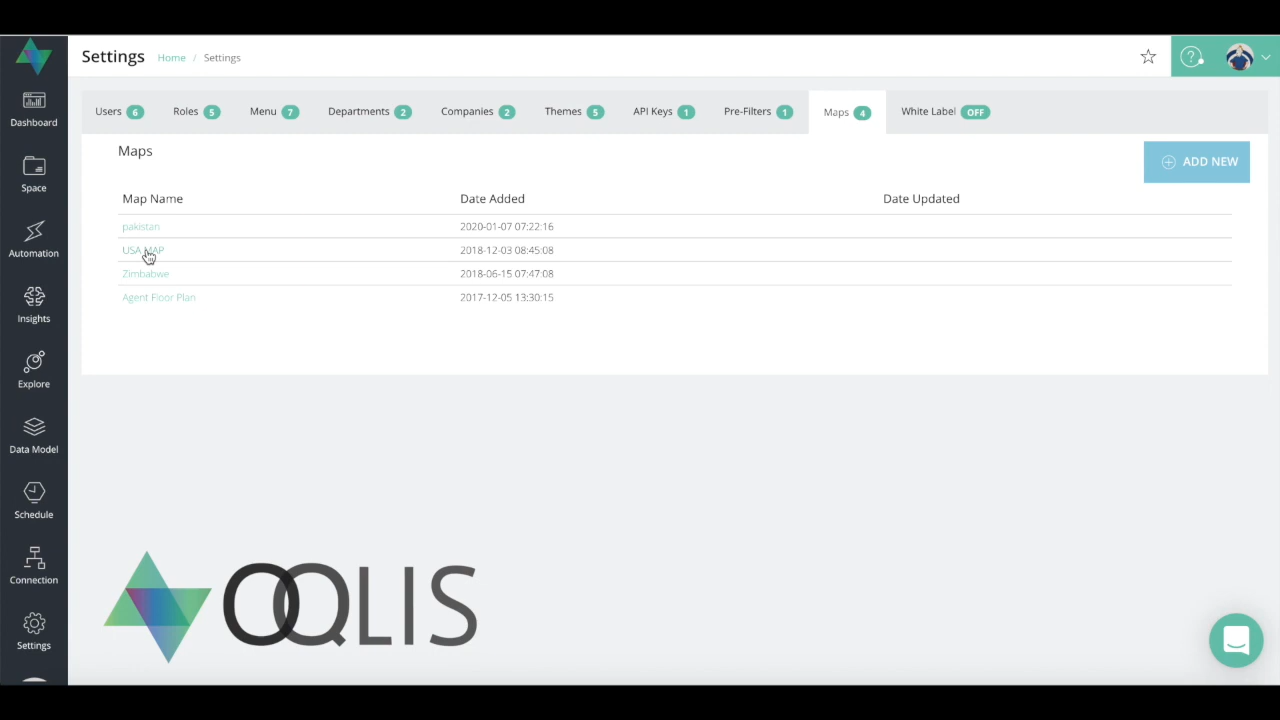 Settings Home / Settings
?
Dashboard
Space
Automation
Insights
Explore
Data Model
Schedule
Connection
Settings
Users 6 Roles 5 Menu 7 Departments 2 Companies 2 Themes 5 API Keys 1 Pre-Filters 1 Maps 4 White Label OFF
Maps
ADD NEW
Map Name Date Added Date Updated
pakistan 2020-01-07 07:22:16
USA MAP 2018-12-03 08:45:08
Zimbabwe 2018-06-15 07:47:08
Agent Floor Plan 2017-12-05 13:30:15
OQLIS